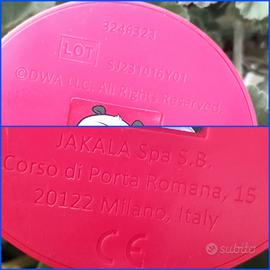 3248323
LOT SJ231016Y01
©DWA LLC. All Rights Reserved.
JAKALA Spa S.B.
Corso di Porta Romana, 15
20122 Milano, Italy
CE
subito